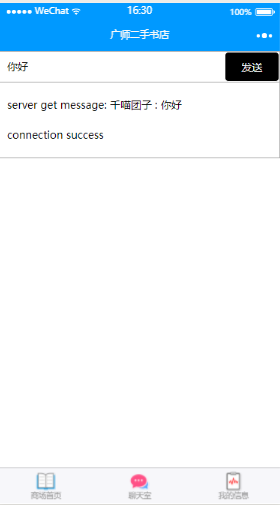 WeChat 16:30 100%
广师二手书店
你好 发送
server get message: 千喵团子 : 你好
connection success
商场首页 聊天室 我的信息